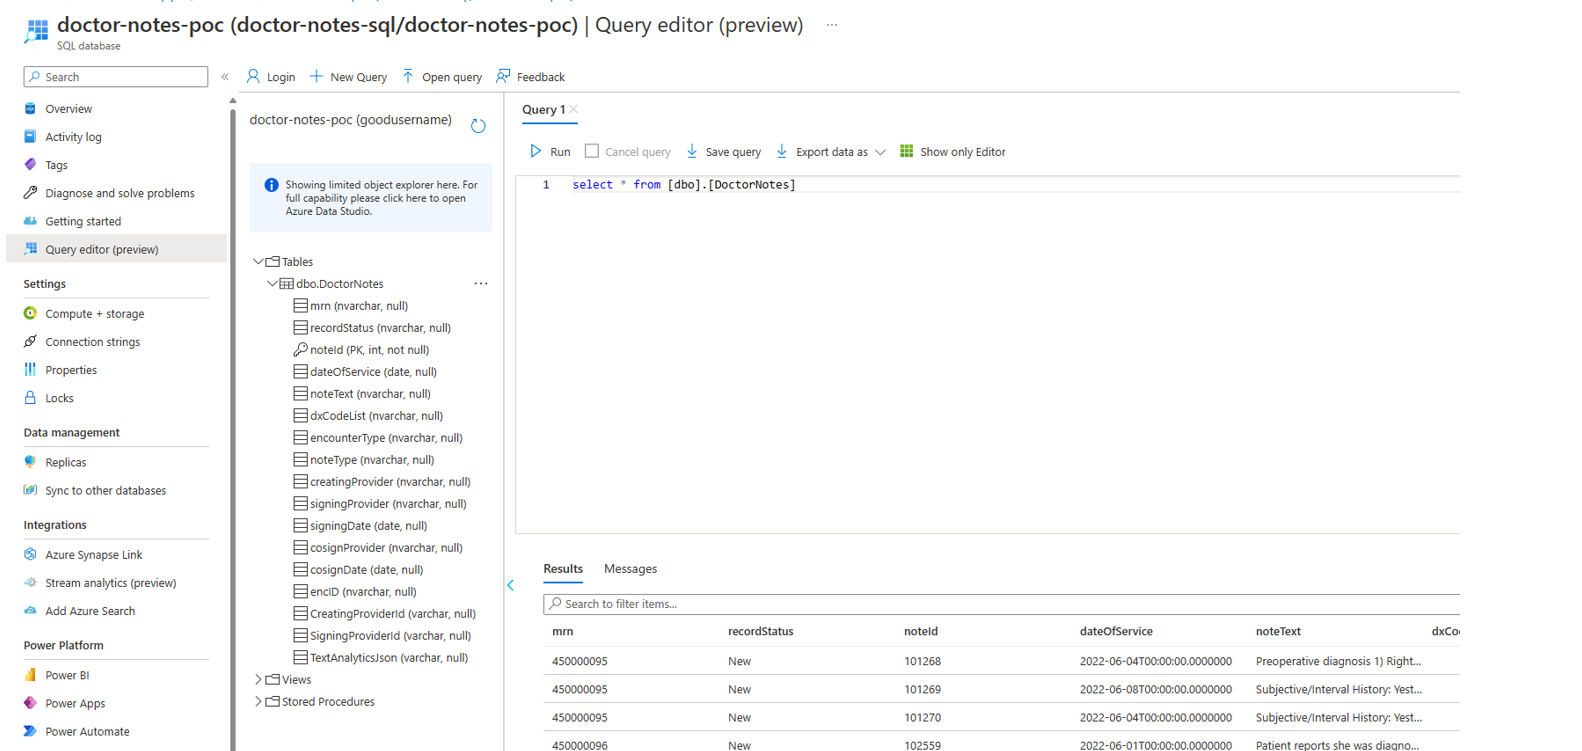 doctor-notes-poc (doctor-notes-sql/doctor-notes-poc) | Query editor (preview) ...
SQL database
Search
«
Login
New Query
Open query
Feedback
Overview
Activity log
Tags
Diagnose and solve problems
Getting started
Query editor (preview)
Settings
Compute + storage
Connection strings
Properties
Locks
Data management
Replicas
Sync to other databases
Integrations
Azure Synapse Link
Stream analytics (preview)
Add Azure Search
Power Platform
Power BI
Power Apps
Power Automate
doctor-notes-poc (goodusername)
Showing limited object explorer here. For
full capability please click here to open
Azure Data Studio.
Tables
dbo.DoctorNotes ...
mrn (nvarchar, null)
recordStatus (nvarchar, null)
noteId (PK, int, not null)
dateOfService (date, null)
noteText (nvarchar, null)
dxCodeList (nvarchar, null)
encounterType (nvarchar, null)
noteType (nvarchar, null)
creatingProvider (nvarchar, null)
signingProvider (nvarchar, null)
signingDate (date, null)
cosignProvider (nvarchar, null)
cosignDate (date, null)
encID (nvarchar, null)
CreatingProviderId (varchar, null)
SigningProviderId (varchar, null)
TextAnalyticsJson (varchar, null)
Views
Stored Procedures
Query 1
Run
Cancel query
Save query
Export data as
Show only Editor
1 select * from [dbo].[DoctorNotes]
Results Messages
Search to filter items...
mrn recordStatus noteId dateOfService noteText dxCo
450000095 New 101268 2022-06-04T00:00:00.0000000 Preoperative diagnosis 1) Right...
450000095 New 101269 2022-06-08T00:00:00.0000000 Subjective/Interval History: Yest...
450000095 New 101270 2022-06-04T00:00:00.0000000 Subjective/Interval History: Yest...
450000096 New 102559 2022-06-01T00:00:00.0000000 Patient reports she was diagno...